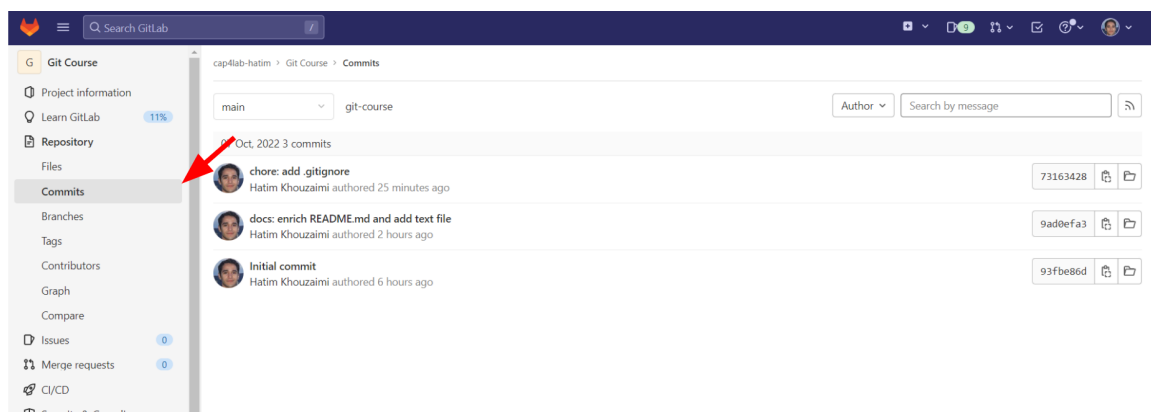 Search GitLab /
9
G Git Course
cap4lab-hatim > Git Course > Commits
Project information
Learn GitLab 11%
Repository
Files
Commits
Branches
Tags
Contributors
Graph
Compare
Issues 0
Merge requests 0
CI/CD
main
git-course
Author
Search by message
Oct, 2022 3 commits
chore: add .gitignore
Hatim Khouzaimi authored 25 minutes ago
73163428
docs: enrich README.md and add text file
Hatim Khouzaimi authored 2 hours ago
9ad0efa3
Initial commit
Hatim Khouzaimi authored 6 hours ago
93fbe86d